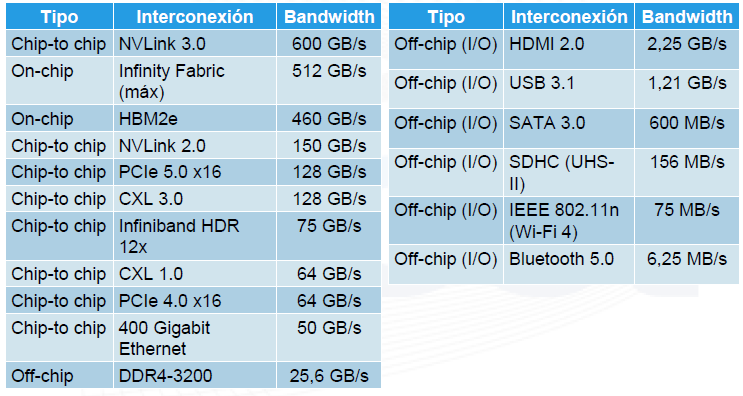 Tipo Interconexión Bandwidth
Chip-to chip NVLink 3.0 600 GB/s
On-chip Infinity Fabric 512 GB/s
(máx)
On-chip HBM2e 460 GB/s
Chip-to chip NVLink 2.0 150 GB/s
Chip-to chip PCIe 5.0 x16 128 GB/s
Chip-to chip CXL 3.0 128 GB/s
Chip-to chip Infiniband HDR 75 GB/s
12x
Chip-to chip CXL 1.0 64 GB/s
Chip-to chip PCIe 4.0 x16 64 GB/s
Chip-to chip 400 Gigabit 50 GB/s
Ethernet
Off-chip DDR4-3200 25,6 GB/s
Tipo Interconexión Bandwidth
Off-chip (I/O) HDMI 2.0 2,25 GB/s
Off-chip (I/O) USB 3.1 1,21 GB/s
Off-chip (I/O) SATA 3.0 600 MB/s
Off-chip (I/O) SDHC (UHS- 156 MB/s
II)
Off-chip (I/O) IEEE 802.11n 75 MB/s
(Wi-Fi 4)
Off-chip (I/O) Bluetooth 5.0 6,25 MB/s